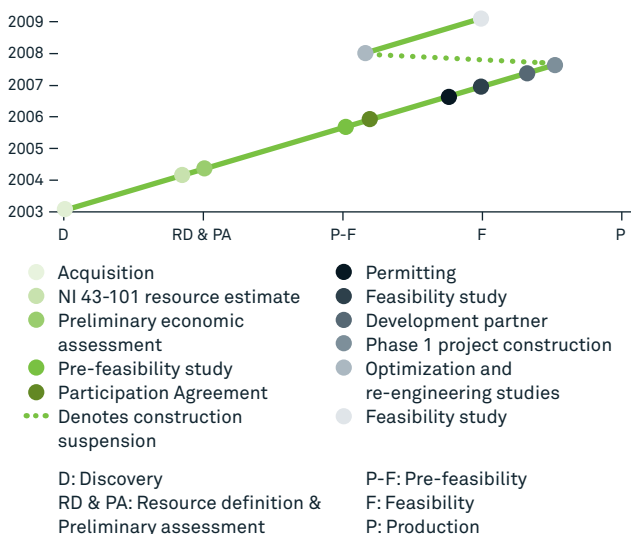 2009
2008
2007
2006
2005
2004
2003
D
RD & PA
P-F
F
P
Acquisition
NI 43-101 resource estimate
Preliminary economic
assessment
Pre-feasibility study
Participation Agreement
Denotes construction
suspension
Permitting
Feasibility study
Development partner
Phase 1 project construction
Optimization and
re-engineering studies
Feasibility study
D: Discovery
RD & PA: Resource definition &
Preliminary assessment
P-F: Pre-feasibility
F: Feasibility
P: Production